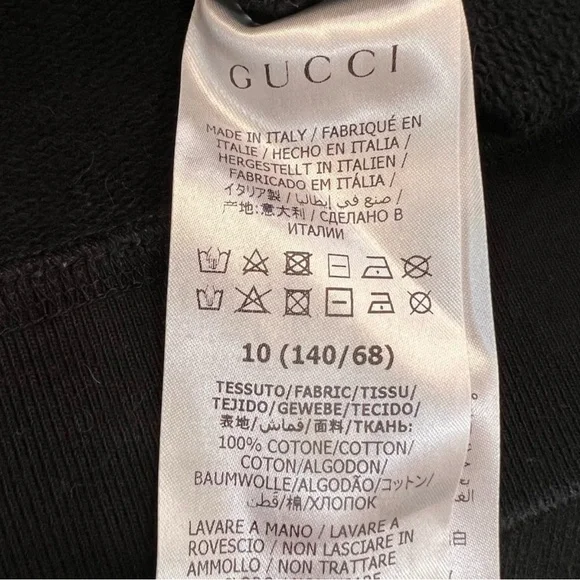 GUCCI
MADE IN ITALY / FABRIQUÉ EN
ITALIE / HECHO EN ITALIA /
HERGESTELLT IN ITALIEN /
FABRICADO EM ITÁLIA /
イタリア製 / صنع في إيطاليا /
产地:意大利 / СДЕЛАНО В
ИТАЛИИ
10 (140/68)
TESSUTO/FABRIC/TISSU/
TEJIDO/GEWEBE/TECIDO/
表地/قماش/面料/ТКАНЬ:
100% COTONE/COTTON/
COTON/ALGODON/
BAUMWOLLE/ALGODÃO/コットン/
قطن/棉/ХЛОПОК
LAVARE A MANO / LAVARE A
ROVESCIO / NON LASCIARE IN
AMMOLLO / NON TRATTARE
白